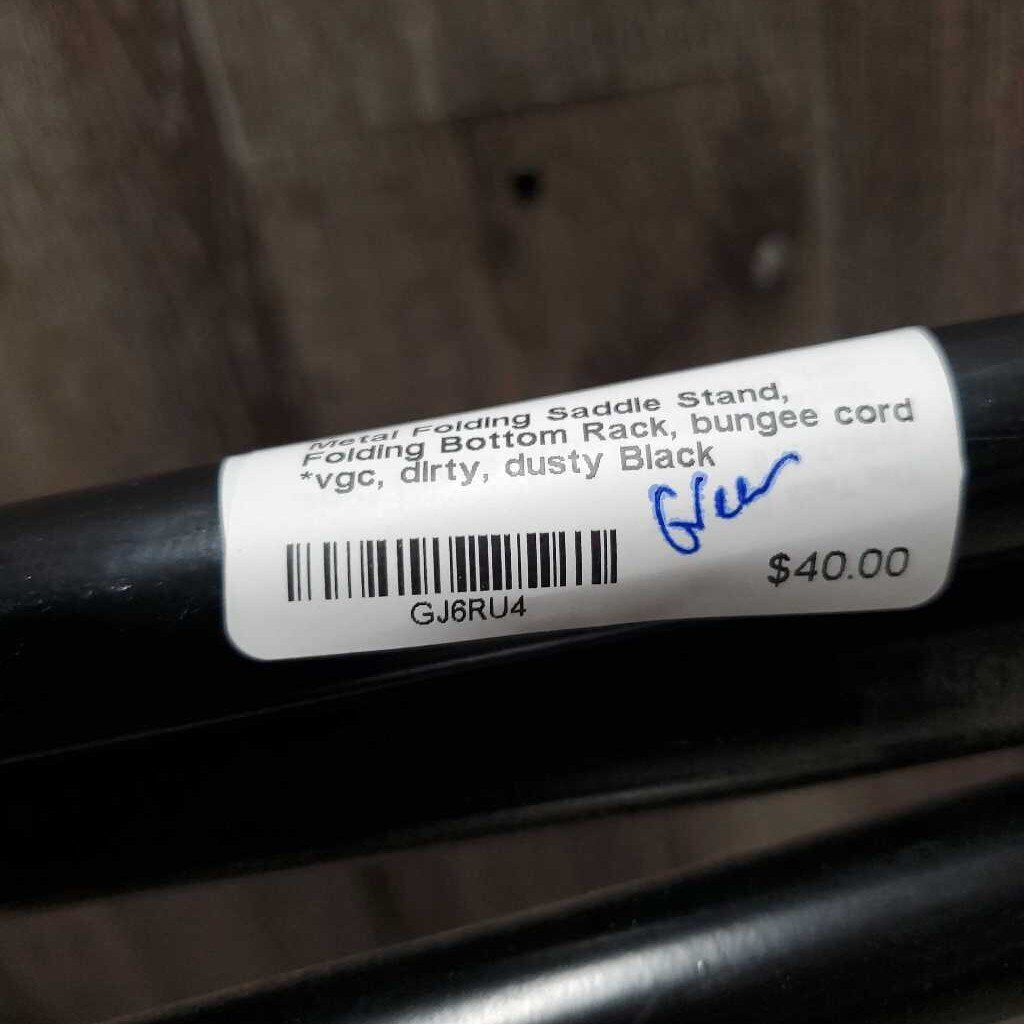 Metal Folding Saddle Stand,
Folding Bottom Rack, bungee cord
*vgc, dirty, dusty Black
GJ6RU4
$40.00